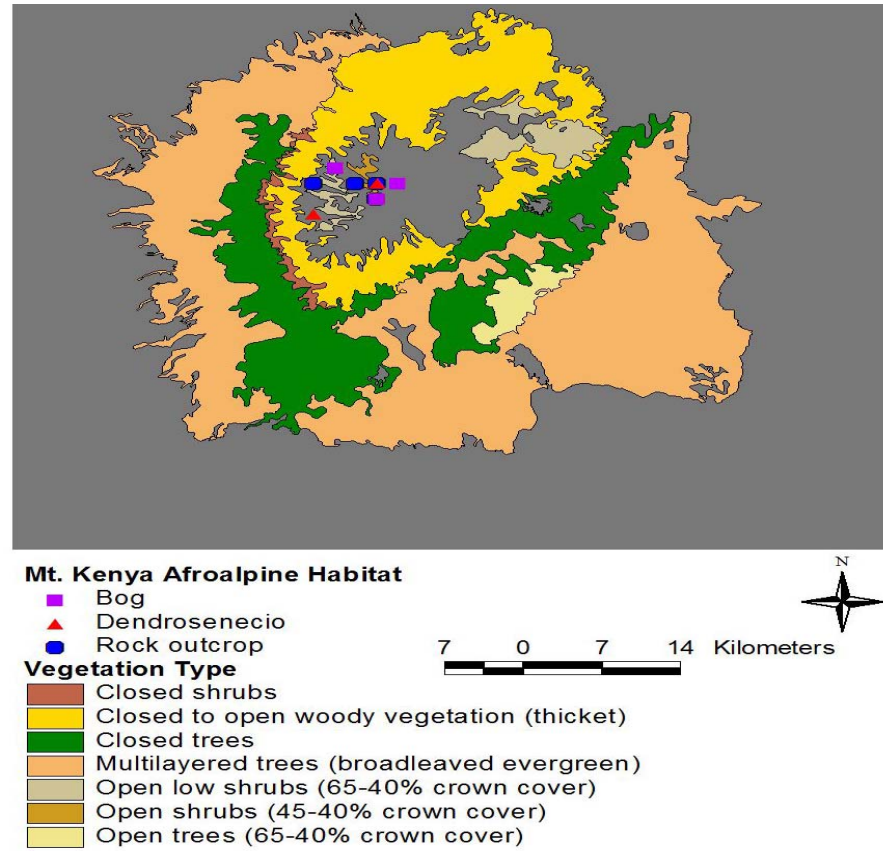 Mt. Kenya Afroalpine Habitat
Bog
Dendrosenecio
Rock outcrop
Vegetation Type
Closed shrubs
Closed to open woody vegetation (thicket)
Closed trees
Multilayered trees (broadleaved evergreen)
Open low shrubs (65-40% crown cover)
Open shrubs (45-40% crown cover)
Open trees (65-40% crown cover)
N
7 0 7 14 Kilometers